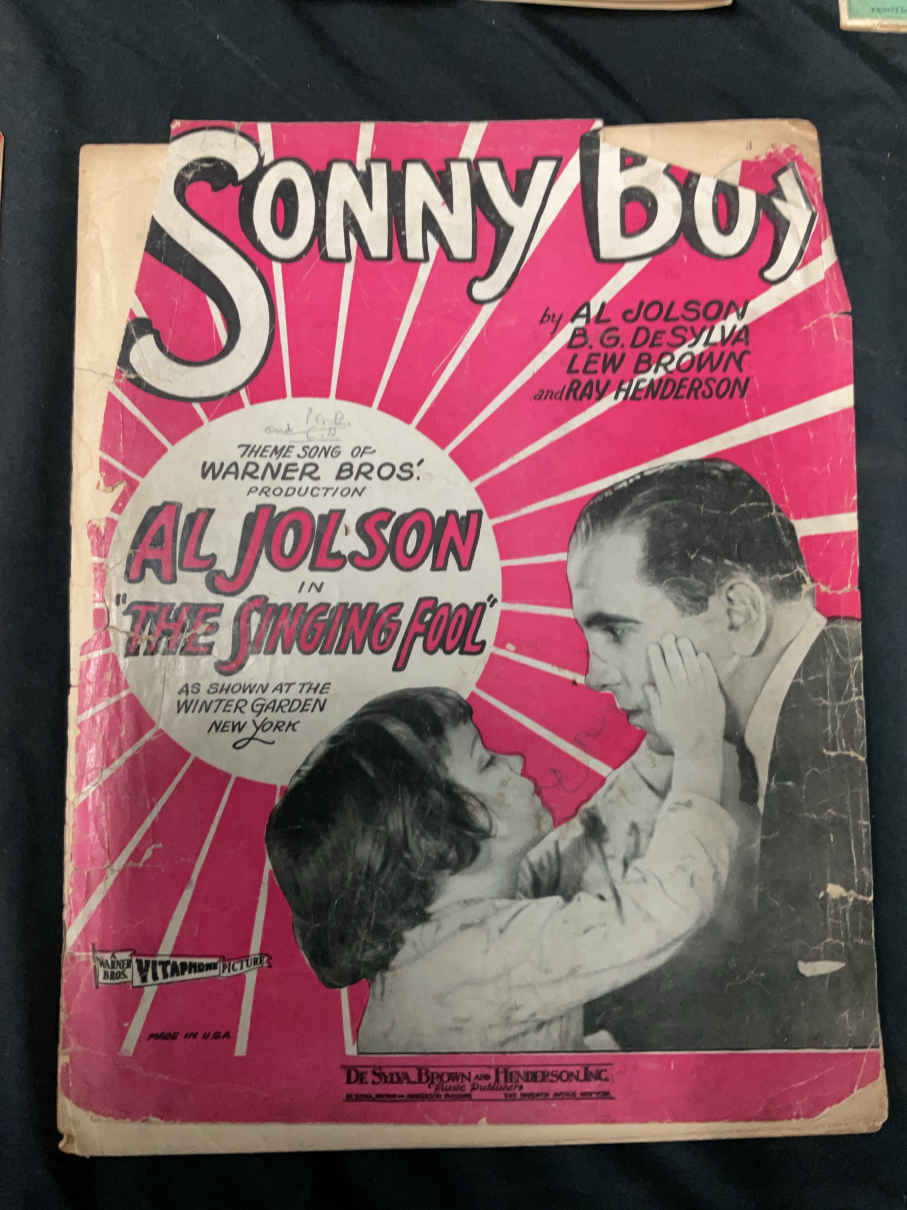 SONNY BOY
by AL JOLSON
B.G. DESYLVA
LEW BROWN
and RAY HENDERSON
THEME SONG OF
WARNER BROS.'
PRODUCTION
AL JOLSON
IN
"THE SINGING FOOL"
AS SHOWN AT THE
WINTER GARDEN
NEW YORK
A
WARNER
BROS.
VITAPHONE
PICTURE
MADE IN U.S.A.
DE SYLVA, BROWN AND HENDERSON, INC.
Music Publishers